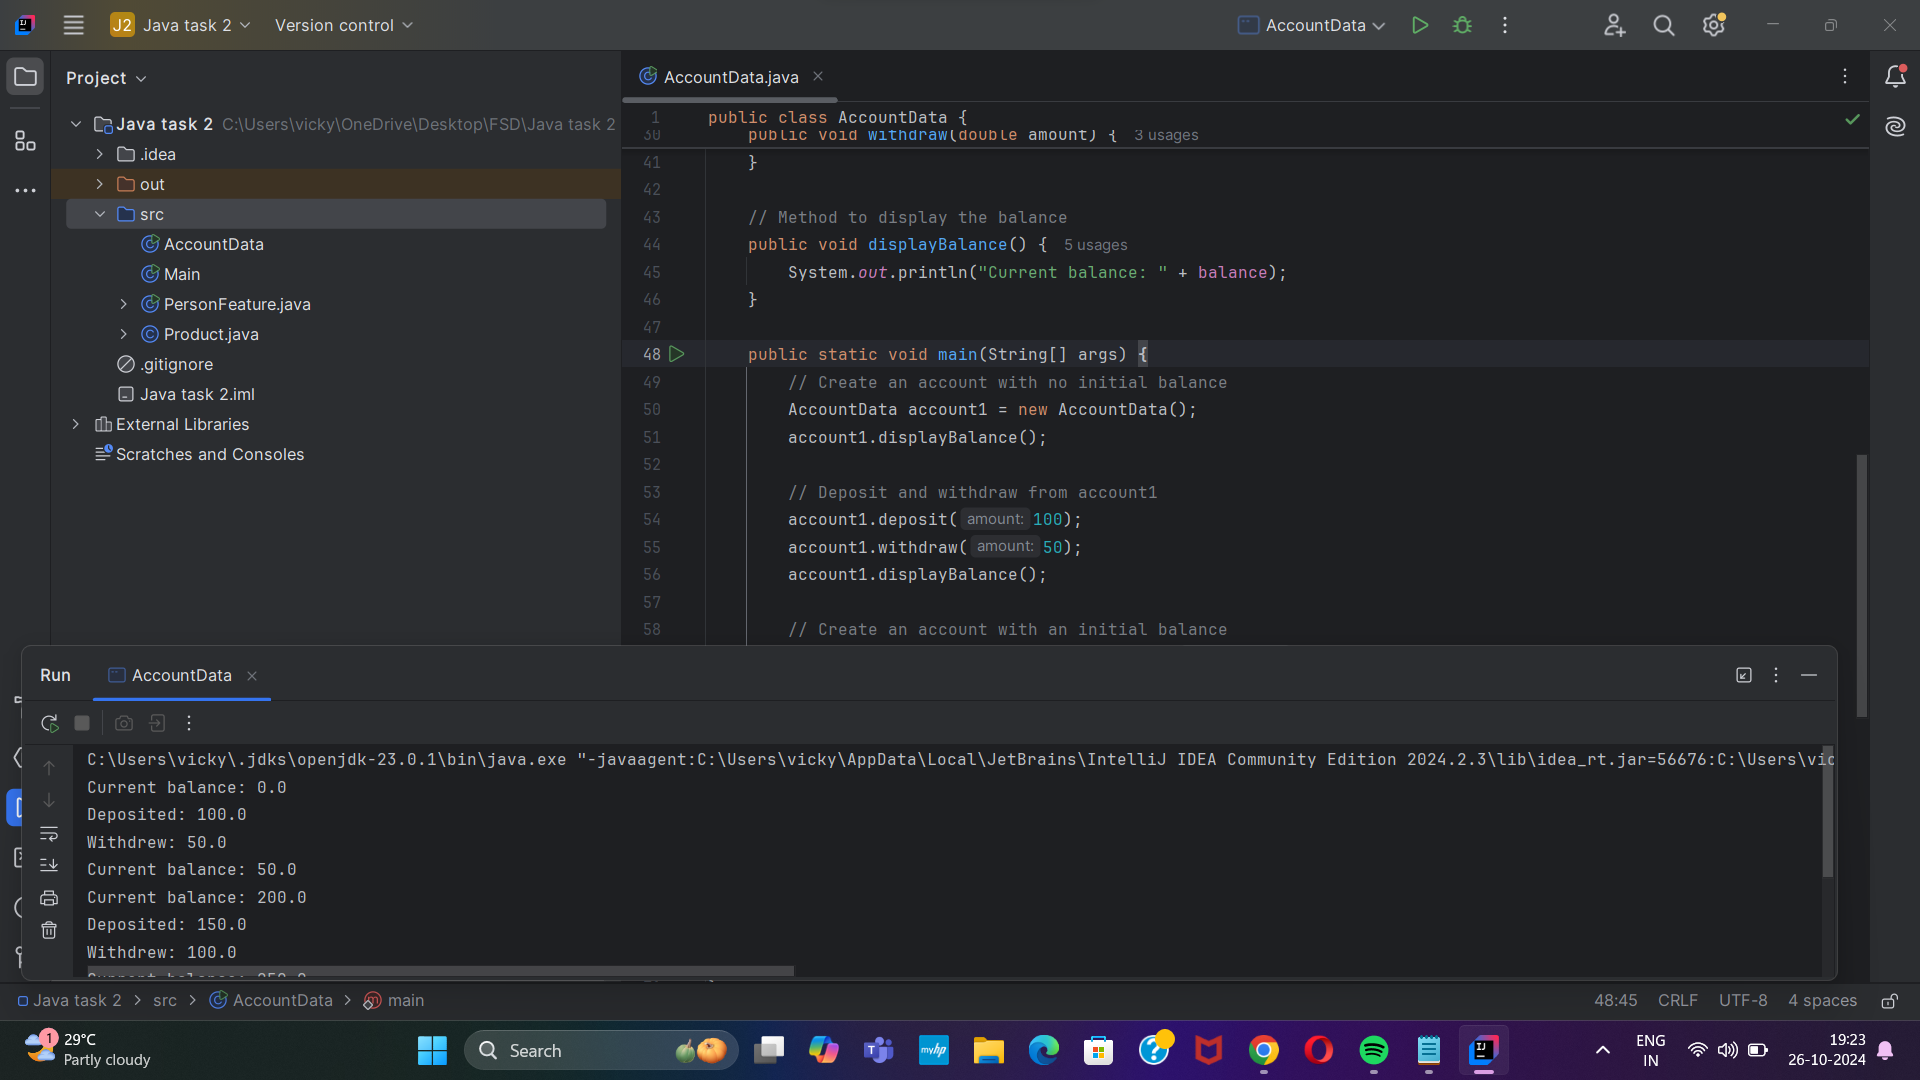 J2 Java task 2 Version control AccountData
Project
Java task 2 C:\Users\vicky\OneDrive\Desktop\FSD\Java task 2
.idea
out
src
AccountData
Main
PersonFeature.java
Product.java
.gitignore
Java task 2.iml
External Libraries
Scratches and Consoles
AccountData.java
1 public class AccountData {
30 public void withdraw(double amount) { 3 usages
41 }
42
43 // Method to display the balance
44 public void displayBalance() { 5 usages
45 System.out.println("Current balance: " + balance);
46 }
47
48 public static void main(String[] args) {
49 // Create an account with no initial balance
50 AccountData account1 = new AccountData();
51 account1.displayBalance();
52
53 // Deposit and withdraw from account1
54 account1.deposit( amount: 100);
55 account1.withdraw( amount: 50);
56 account1.displayBalance();
57
58 // Create an account with an initial balance
Run AccountData
C:\Users\vicky\.jdks\openjdk-23.0.1\bin\java.exe "-javaagent:C:\Users\vicky\AppData\Local\JetBrains\IntelliJ IDEA Community Edition 2024.2.3\lib\idea_rt.jar=56676:C:\Users\vic
Current balance: 0.0
Deposited: 100.0
Withdrew: 50.0
Current balance: 50.0
Current balance: 200.0
Deposited: 150.0
Withdrew: 100.0
Current balance: 250.0
Java task 2 > src > AccountData > main 48:45 CRLF UTF-8 4 spaces
1 29°C
Partly cloudy
Search
myhp
ENG
IN
19:23
26-10-2024